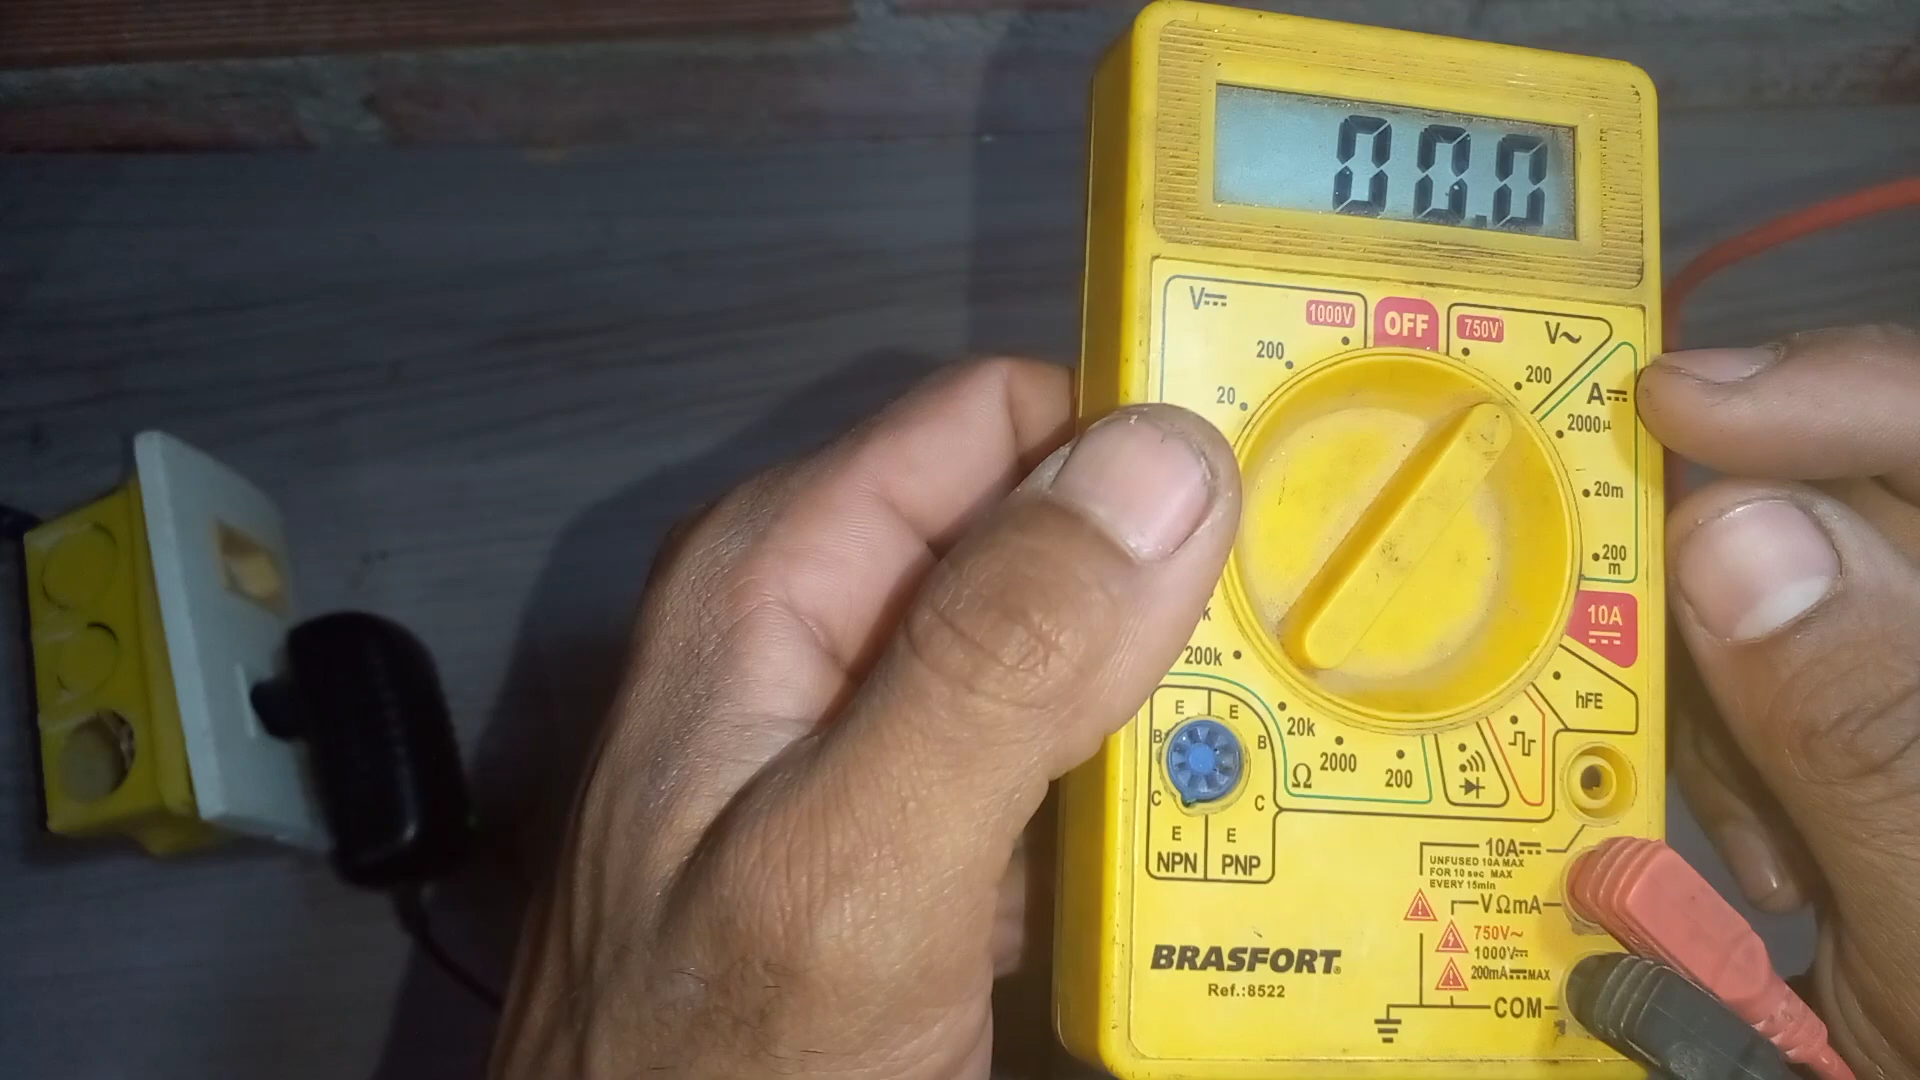 00.0
V
1000V
OFF
750V
V~
200
200
A
20
2000µ
20m
200
m
10A
k
200k
hFE
20k
2000
200
Ω
E
E
B
B
C
C
E
E
NPN
PNP
10A
UNFUSED 10A MAX
FOR 10 sec MAX
EVERY 15min
VΩmA
750V~
1000V
200mA MAX
COM
BRASFORT®
Ref.:8522